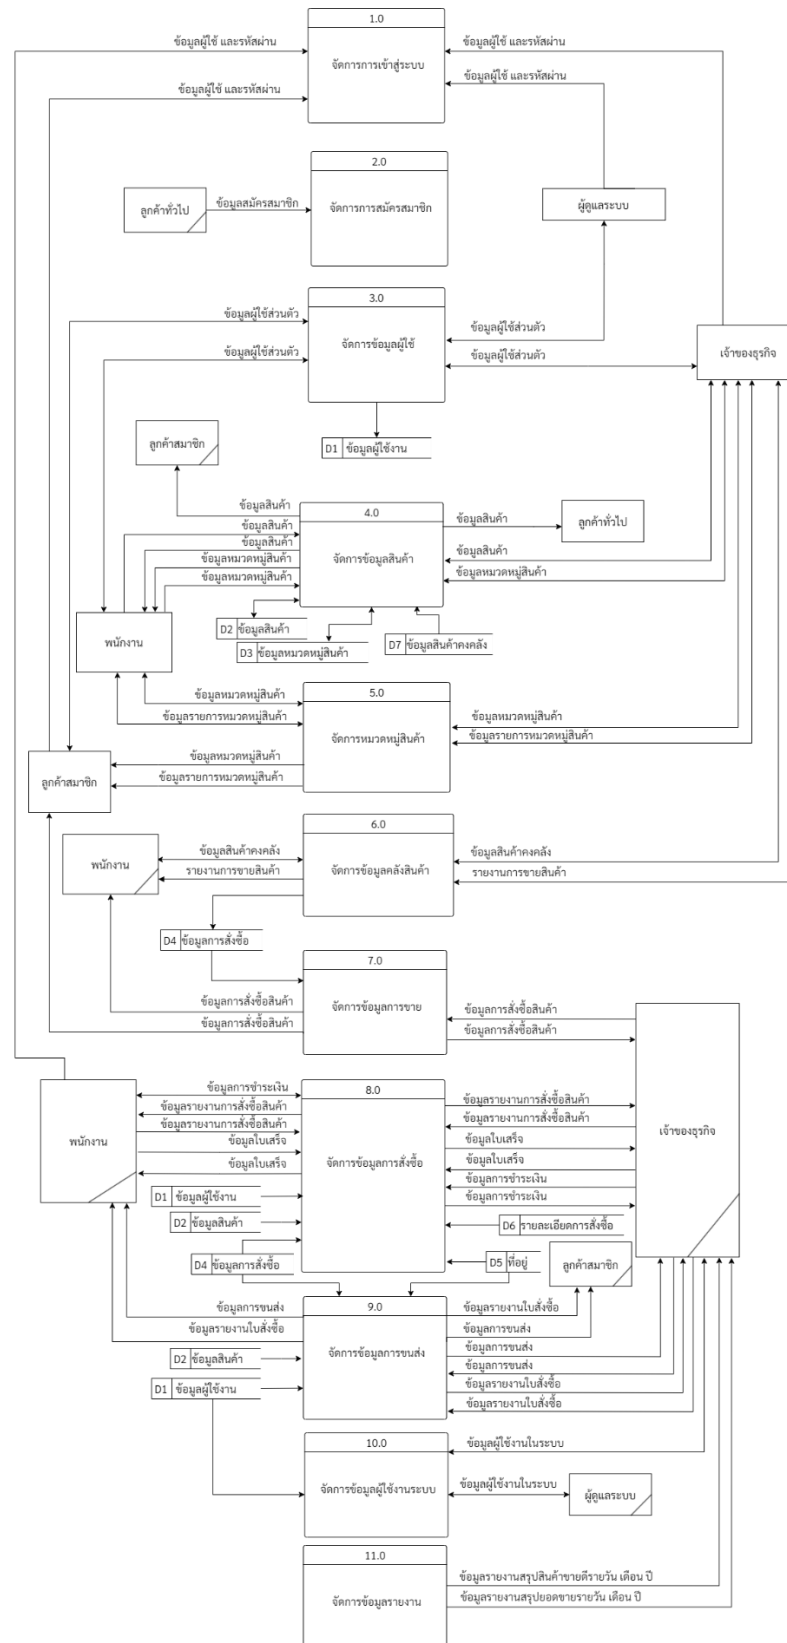 1.0
ข้อมูลผู้ใช้ และรหัสผ่าน
ข้อมูลผู้ใช้ และรหัสผ่าน
จัดการการเข้าสู่ระบบ
ข้อมูลผู้ใช้ และรหัสผ่าน
ข้อมูลผู้ใช้ และรหัสผ่าน
2.0
ลูกค้าทั่วไป
ข้อมูลสมัครสมาชิก
จัดการการสมัครสมาชิก
ผู้ดูแลระบบ
3.0
ข้อมูลผู้ใช้ส่วนตัว
ข้อมูลผู้ใช้ส่วนตัว
จัดการข้อมูลผู้ใช้
ข้อมูลผู้ใช้ส่วนตัว
ข้อมูลผู้ใช้ส่วนตัว
เจ้าของธุรกิจ
D1 ข้อมูลผู้ใช้งาน
ลูกค้าสมาชิก
4.0
ข้อมูลสินค้า
ข้อมูลสินค้า
ข้อมูลสินค้า
ข้อมูลหมวดหมู่สินค้า
ข้อมูลหมวดหมู่สินค้า
จัดการข้อมูลสินค้า
ข้อมูลสินค้า
ลูกค้าทั่วไป
ข้อมูลสินค้า
ข้อมูลหมวดหมู่สินค้า
D2 ข้อมูลสินค้า
D3 ข้อมูลหมวดหมู่สินค้า
D7 ข้อมูลสินค้าคงคลัง
พนักงาน
5.0
ข้อมูลหมวดหมู่สินค้า
ข้อมูลรายการหมวดหมู่สินค้า
จัดการหมวดหมู่สินค้า
ข้อมูลหมวดหมู่สินค้า
ข้อมูลรายการหมวดหมู่สินค้า
ลูกค้าสมาชิก
ข้อมูลหมวดหมู่สินค้า
ข้อมูลรายการหมวดหมู่สินค้า
6.0
พนักงาน
ข้อมูลสินค้าคงคลัง
รายงานการขายสินค้า
จัดการข้อมูลคลังสินค้า
ข้อมูลสินค้าคงคลัง
รายงานการขายสินค้า
D4 ข้อมูลการสั่งซื้อ
7.0
ข้อมูลการสั่งซื้อสินค้า
ข้อมูลการสั่งซื้อสินค้า
จัดการข้อมูลการขาย
ข้อมูลการสั่งซื้อสินค้า
ข้อมูลการสั่งซื้อสินค้า
8.0
พนักงาน
ข้อมูลการชำระเงิน
ข้อมูลรายงานการสั่งซื้อสินค้า
ข้อมูลรายงานการสั่งซื้อสินค้า
ข้อมูลใบเสร็จ
ข้อมูลใบเสร็จ
จัดการข้อมูลการสั่งซื้อ
ข้อมูลรายงานการสั่งซื้อสินค้า
ข้อมูลรายงานการสั่งซื้อสินค้า
ข้อมูลใบเสร็จ
ข้อมูลใบเสร็จ
ข้อมูลการชำระเงิน
ข้อมูลการชำระเงิน
เจ้าของธุรกิจ
D1 ข้อมูลผู้ใช้งาน
D2 ข้อมูลสินค้า
D4 ข้อมูลการสั่งซื้อ
D6 รายละเอียดการสั่งซื้อ
D5 ที่อยู่
ลูกค้าสมาชิก
9.0
ข้อมูลการขนส่ง
ข้อมูลรายงานใบสั่งซื้อ
จัดการข้อมูลการขนส่ง
ข้อมูลรายงานใบสั่งซื้อ
ข้อมูลการขนส่ง
ข้อมูลการขนส่ง
ข้อมูลการขนส่ง
ข้อมูลรายงานใบสั่งซื้อ
ข้อมูลรายงานใบสั่งซื้อ
D2 ข้อมูลสินค้า
D1 ข้อมูลผู้ใช้งาน
10.0
จัดการข้อมูลผู้ใช้งานระบบ
ข้อมูลผู้ใช้งานในระบบ
ข้อมูลผู้ใช้งานในระบบ
ผู้ดูแลระบบ
11.0
จัดการข้อมูลรายงาน
ข้อมูลรายงานสรุปสินค้าขายดีรายวัน เดือน ปี
ข้อมูลรายงานสรุปยอดขายรายวัน เดือน ปี